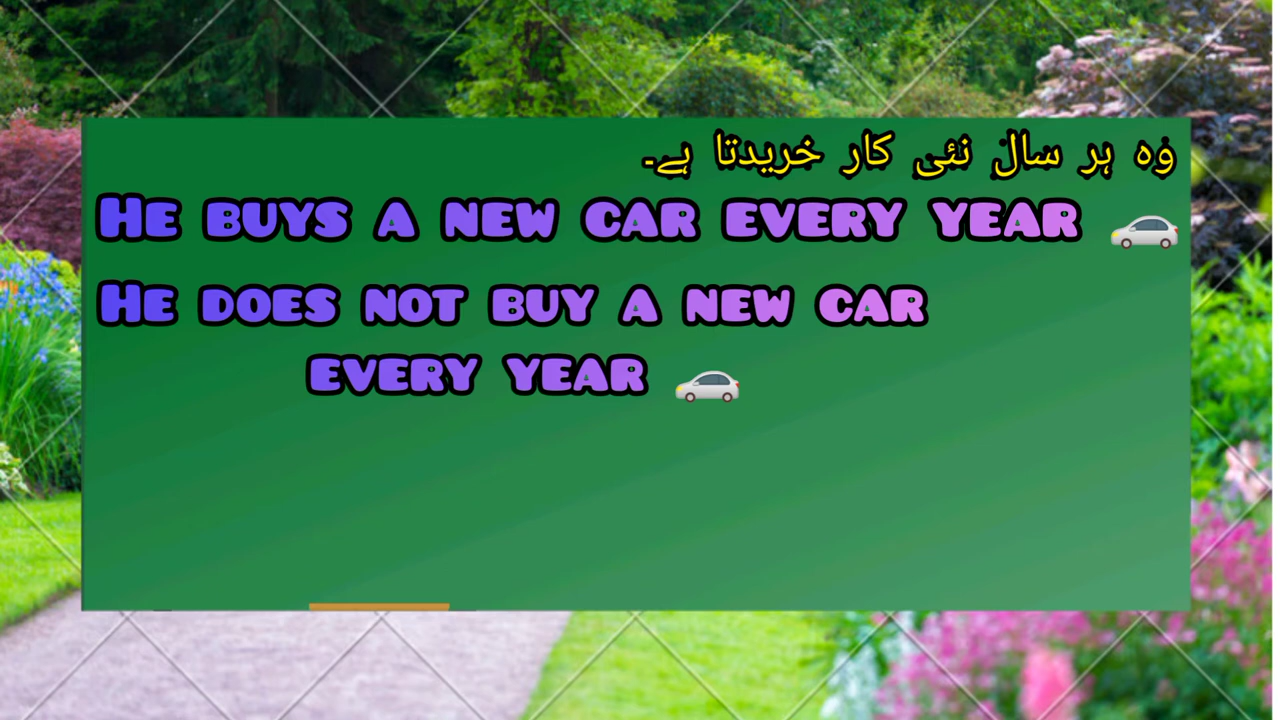 وہ ہر سال نئی کار خریدتا ہے۔
He buys a new car every year 🚗
He does not buy a new car
every year 🚗